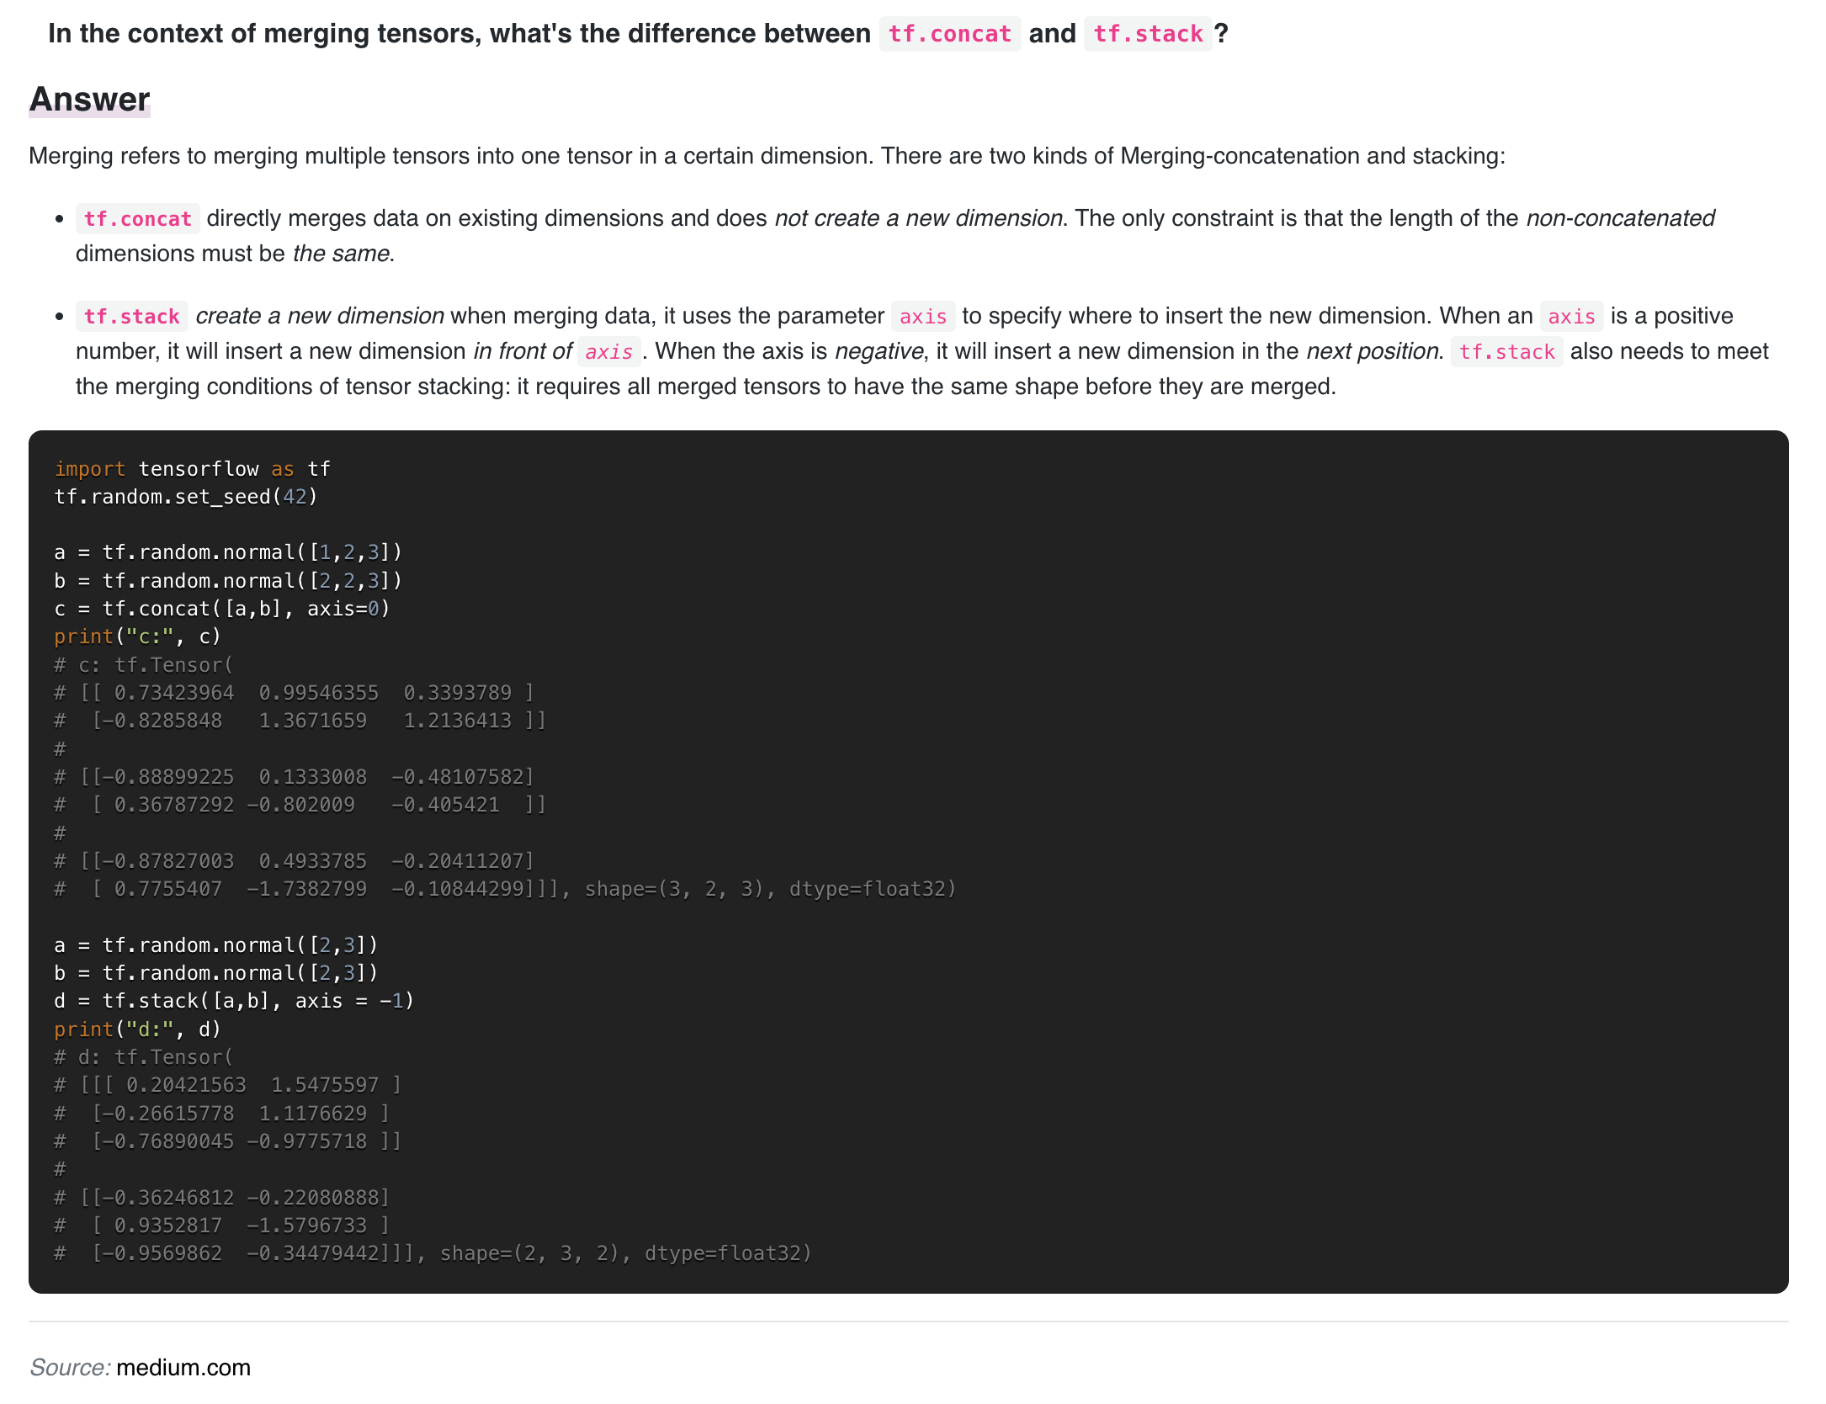 In the context of merging tensors, what's the difference between tf.concat and tf.stack?
Answer
Merging refers to merging multiple tensors into one tensor in a certain dimension. There are two kinds of Merging-concatenation and stacking:
• tf.concat directly merges data on existing dimensions and does not create a new dimension. The only constraint is that the length of the non-concatenated
dimensions must be the same.
• tf.stack create a new dimension when merging data, it uses the parameter axis to specify where to insert the new dimension. When an axis is a positive
number, it will insert a new dimension in front of axis . When the axis is negative, it will insert a new dimension in the next position. tf.stack also needs to meet
the merging conditions of tensor stacking: it requires all merged tensors to have the same shape before they are merged.
import tensorflow as tf
tf.random.set_seed(42)
a = tf.random.normal([1,2,3])
b = tf.random.normal([2,2,3])
c = tf.concat([a,b], axis=0)
print("c:", c)
# c: tf.Tensor(
# [[ 0.73423964  0.99546355  0.3393789 ]
#  [-0.8285848   1.3671659   1.2136413 ]]
#
# [[-0.88899225  0.1333008  -0.48107582]
#  [ 0.36787292 -0.802009   -0.405421  ]]
#
# [[-0.87827003  0.4933785  -0.20411207]
#  [ 0.7755407  -1.7382799  -0.10844299]]], shape=(3, 2, 3), dtype=float32)
a = tf.random.normal([2,3])
b = tf.random.normal([2,3])
d = tf.stack([a,b], axis = -1)
print("d:", d)
# d: tf.Tensor(
# [[[ 0.20421563  1.5475597 ]
#  [-0.26615778  1.1176629 ]
#  [-0.76890045 -0.9775718 ]]
#
# [[-0.36246812 -0.22080888]
#  [ 0.9352817  -1.5796733 ]
#  [-0.9569862  -0.34479442]]], shape=(2, 3, 2), dtype=float32)
Source: medium.com